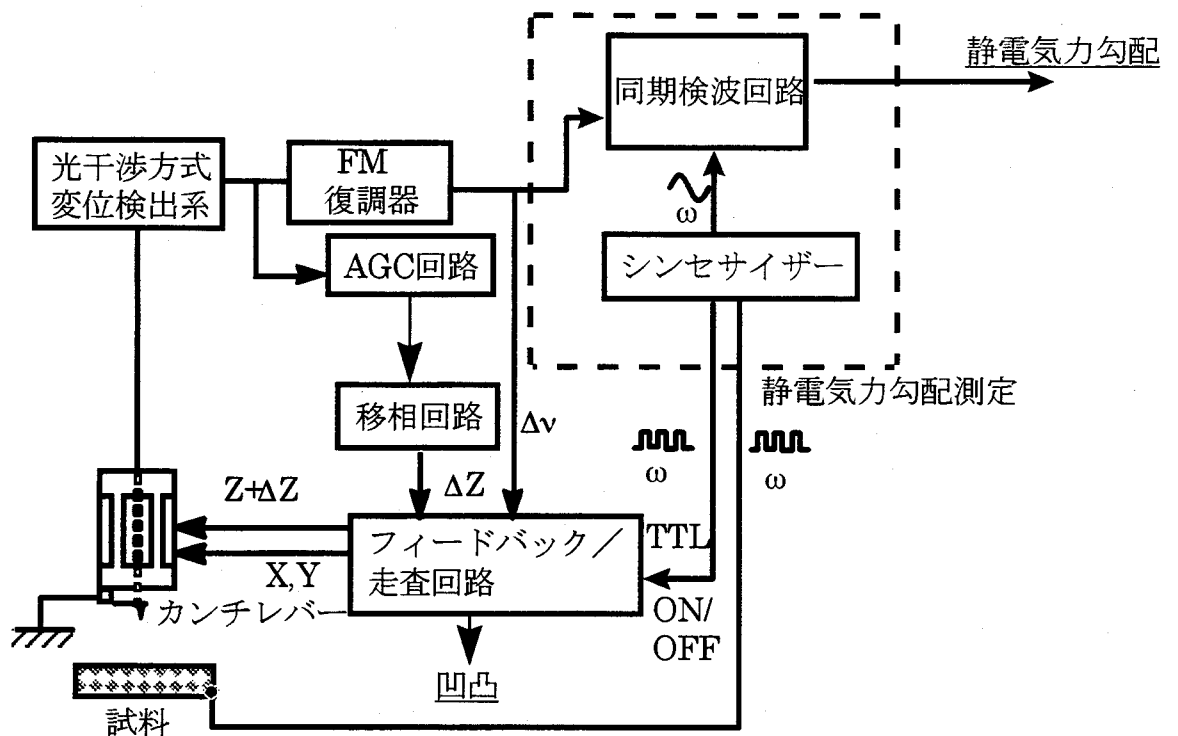 静電気力勾配
同期検波回路
光干渉方式
変位検出系
FM
復調器
ω
AGC回路
シンセサイザー
移相回路
静電気力勾配測定
Δν
ω
ω
Z+ΔZ
ΔZ
フィードバック／
走査回路
TTL
X,Y
カンチレバー
ON/
OFF
凹凸
試料